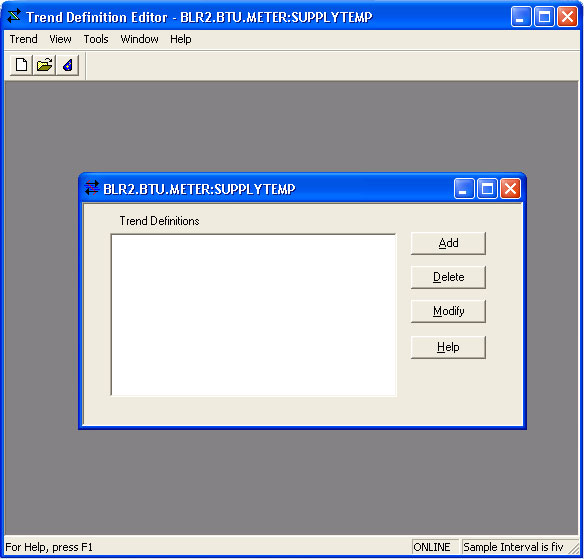 Trend Definition Editor - BLR2.BTU.METER:SUPPLYTEMP
Trend View Tools Window Help
BLR2.BTU.METER:SUPPLYTEMP
Trend Definitions
Add
Delete
Modify
Help
For Help, press F1 ONLINE Sample Interval is fiv